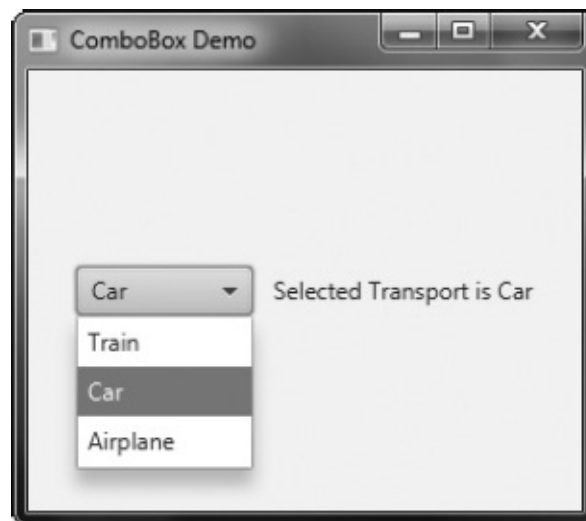 ComboBox Demo
Car
Selected Transport is Car
Train
Car
Airplane